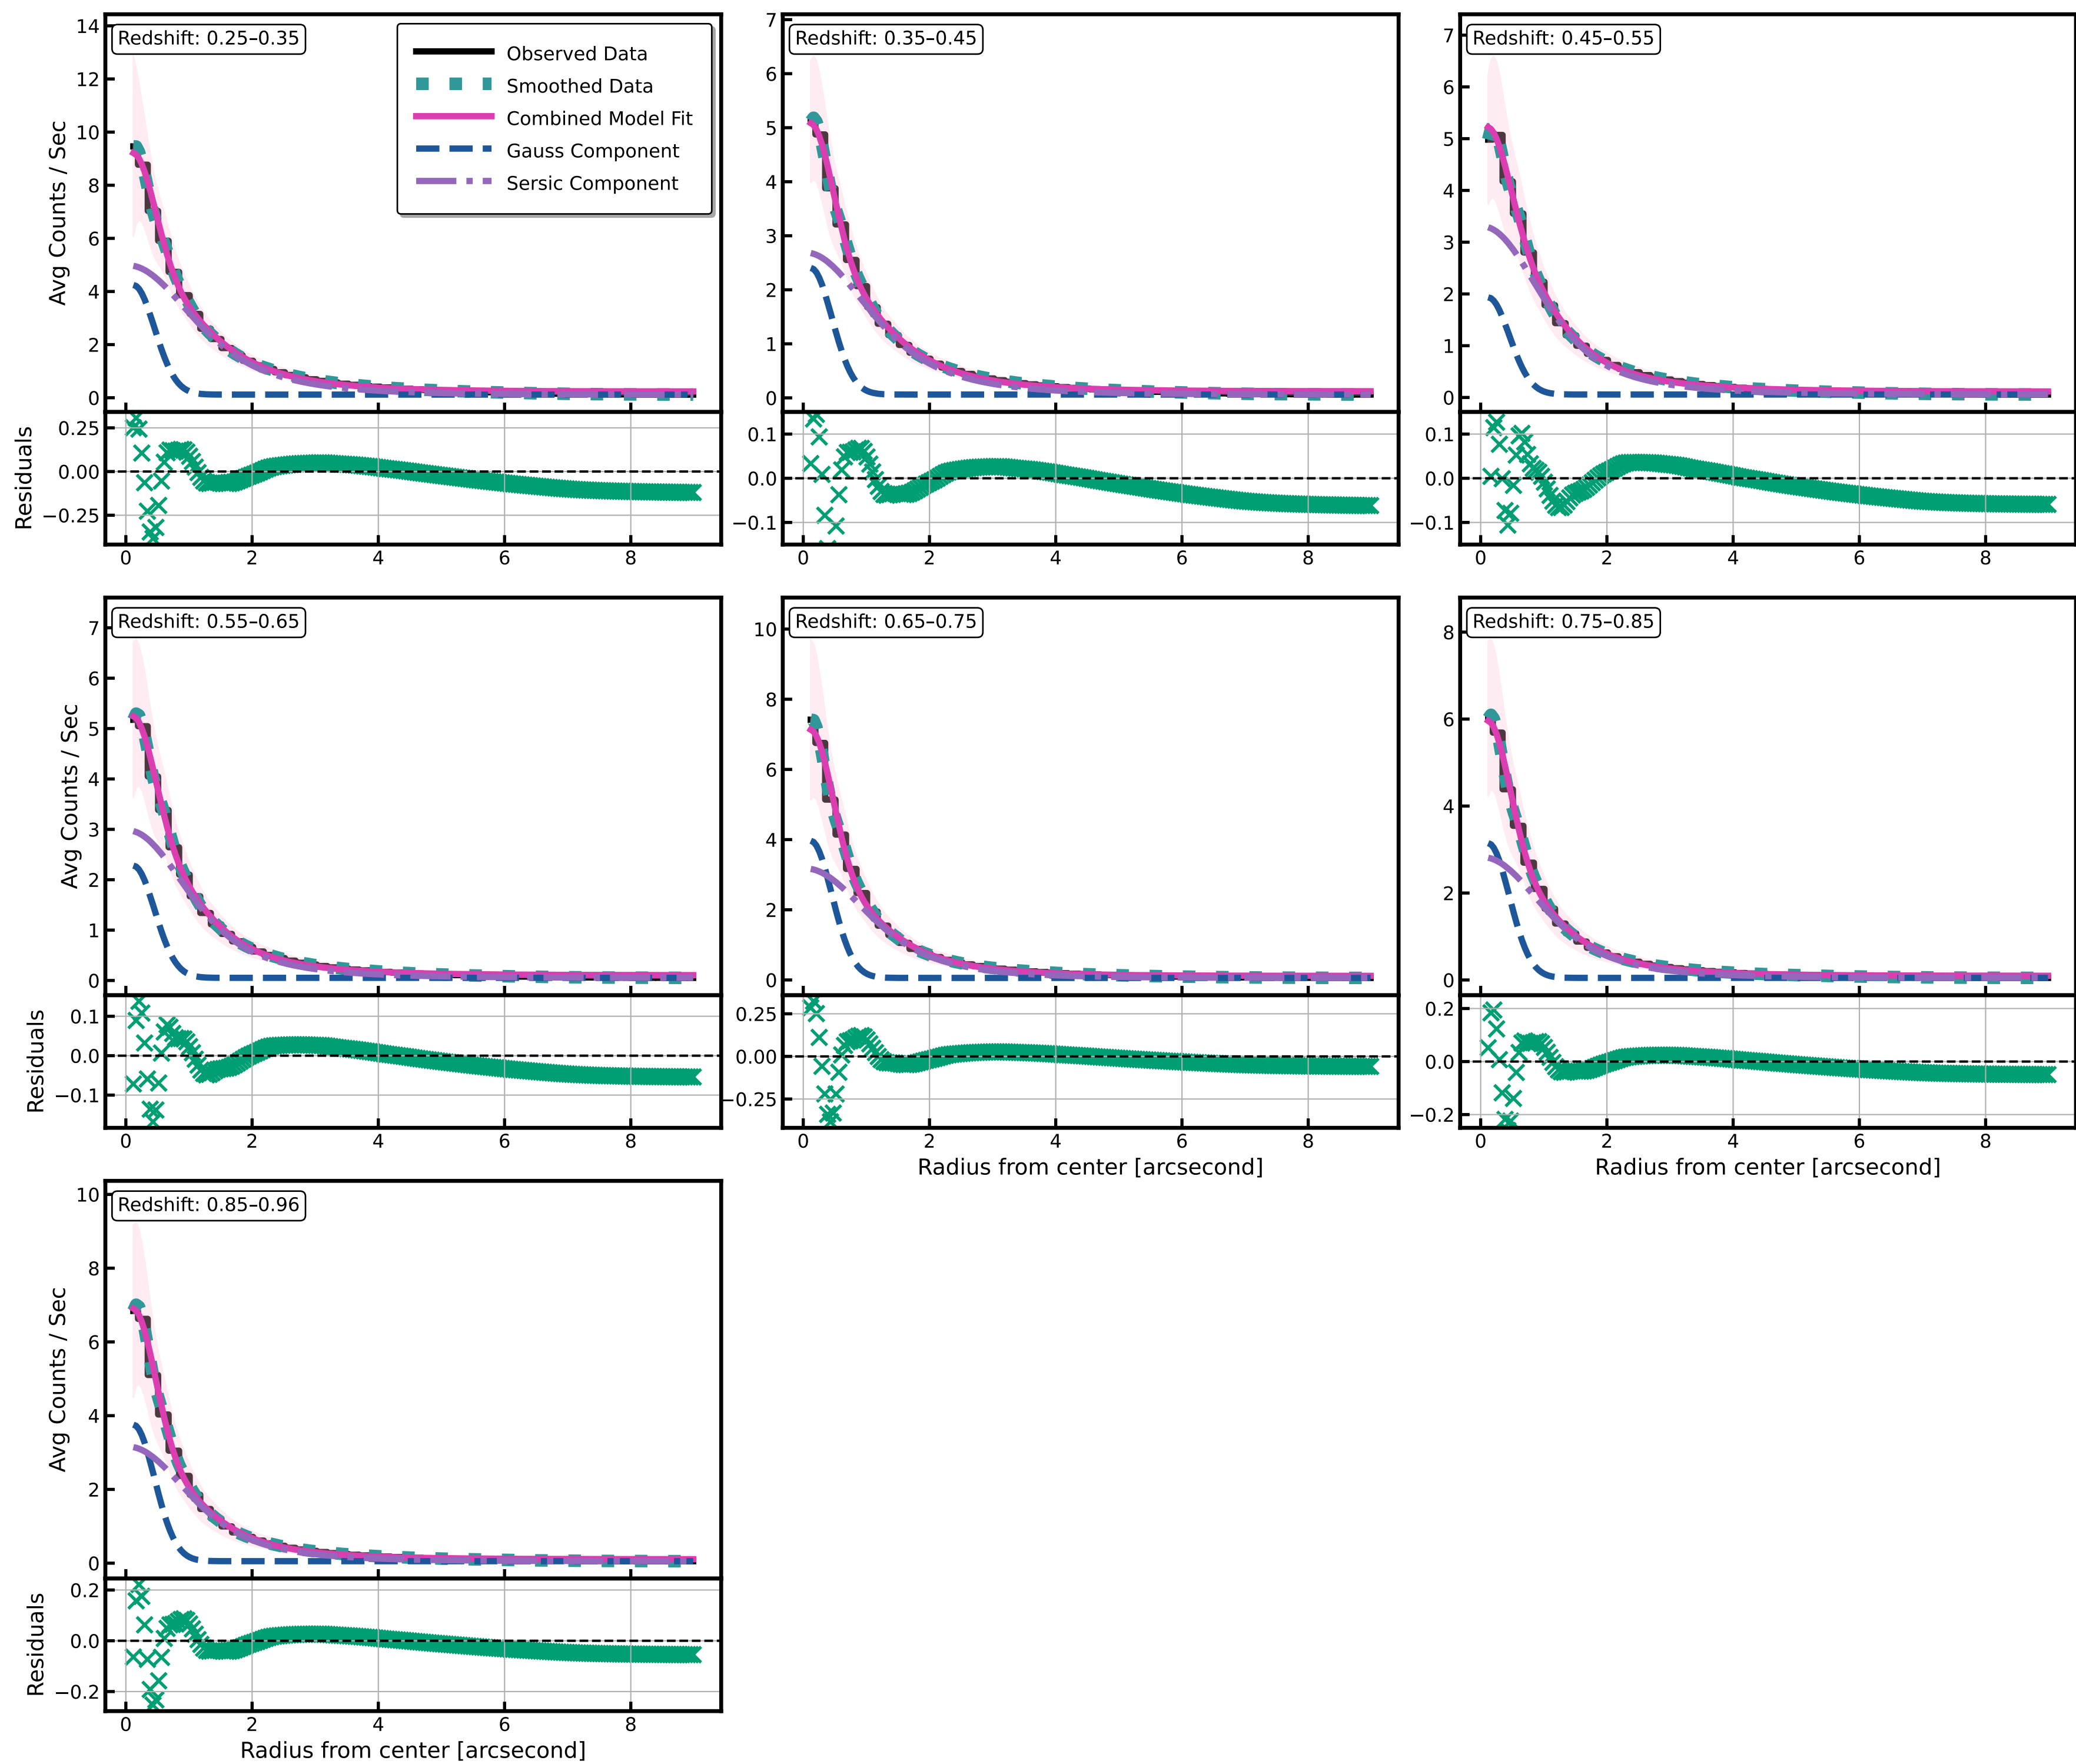 Redshift: 0.25–0.35
Observed Data
Smoothed Data
Combined Model Fit
Gauss Component
Sersic Component
Avg Counts / Sec
14
12
10
8
6
4
2
0
Residuals
0.25
0.00
−0.25
0 2 4 6 8
Redshift: 0.35–0.45
7
6
5
4
3
2
1
0
0.1
0.0
−0.1
0 2 4 6 8
Redshift: 0.45–0.55
7
6
5
4
3
2
1
0
0.1
0.0
−0.1
0 2 4 6 8
Redshift: 0.55–0.65
Avg Counts / Sec
7
6
5
4
3
2
1
0
Residuals
0.1
0.0
−0.1
0 2 4 6 8
Redshift: 0.65–0.75
10
8
6
4
2
0
0.25
0.00
−0.25
0 2 4 6 8
Radius from center [arcsecond]
Redshift: 0.75–0.85
8
6
4
2
0
0.2
0.0
−0.2
0 2 4 6 8
Radius from center [arcsecond]
Redshift: 0.85–0.96
Avg Counts / Sec
10
8
6
4
2
0
Residuals
0.2
0.0
−0.2
0 2 4 6 8
Radius from center [arcsecond]